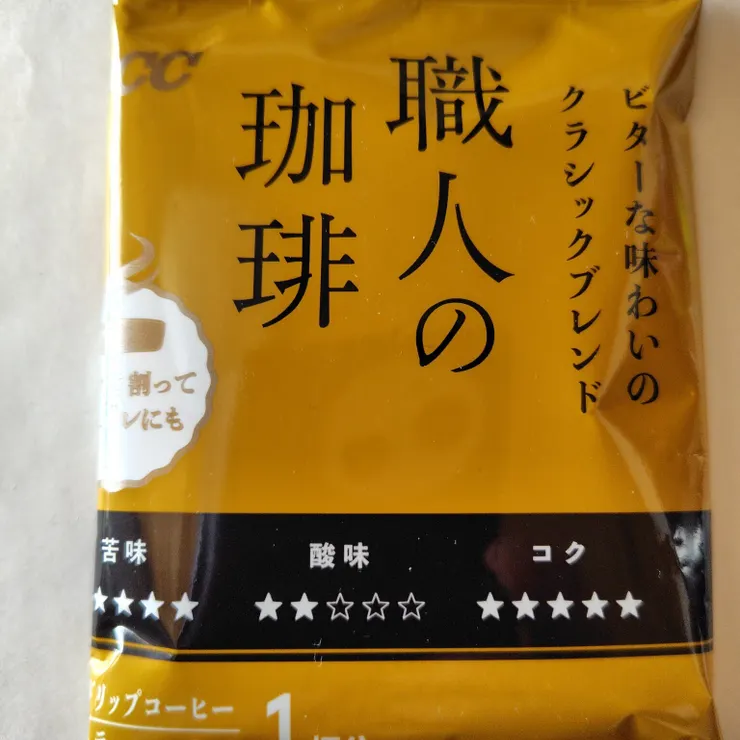 CC
職人の
珈琲
ビターな味わいの
クラシックブレンド
割って
にも
苦味
酸味
コク
★★★★
★★☆☆☆
★★★★★
リップコーヒー
1